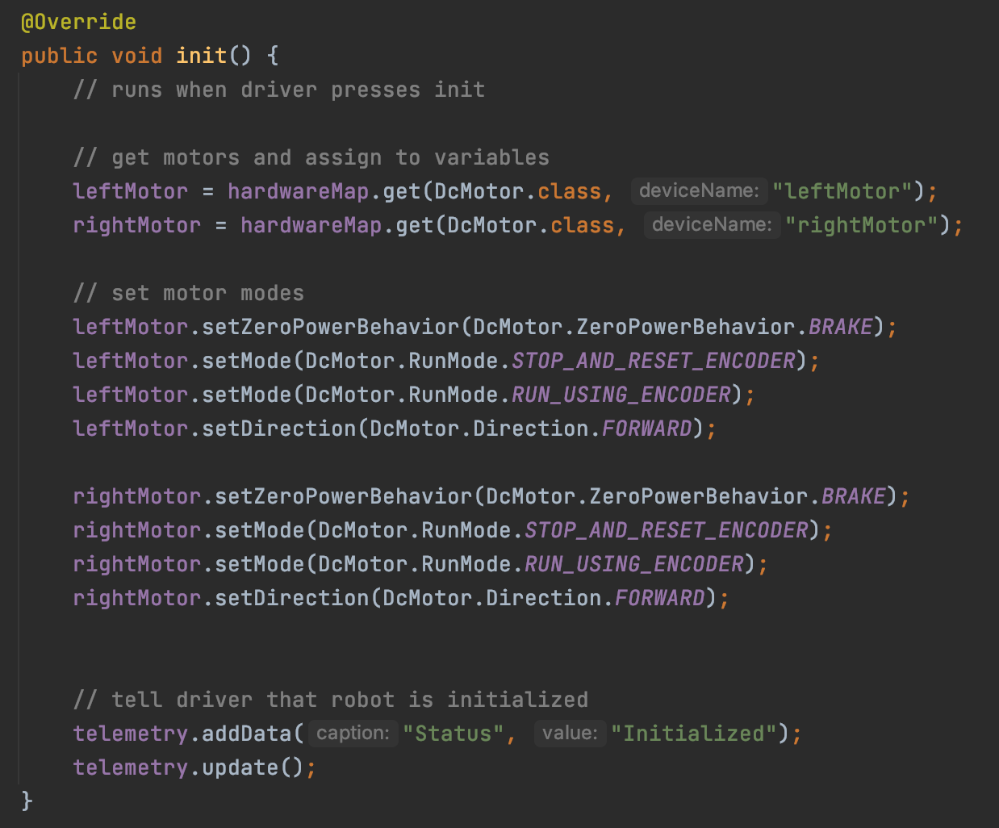 @Override
public void init() {
// runs when driver presses init
// get motors and assign to variables
leftMotor = hardwareMap.get(DcMotor.class, deviceName: "leftMotor");
rightMotor = hardwareMap.get(DcMotor.class, deviceName: "rightMotor");
// set motor modes
leftMotor.setZeroPowerBehavior(DcMotor.ZeroPowerBehavior.BRAKE);
leftMotor.setMode(DcMotor.RunMode.STOP_AND_RESET_ENCODER);
leftMotor.setMode(DcMotor.RunMode.RUN_USING_ENCODER);
leftMotor.setDirection(DcMotor.Direction.FORWARD);
rightMotor.setZeroPowerBehavior(DcMotor.ZeroPowerBehavior.BRAKE);
rightMotor.setMode(DcMotor.RunMode.STOP_AND_RESET_ENCODER);
rightMotor.setMode(DcMotor.RunMode.RUN_USING_ENCODER);
rightMotor.setDirection(DcMotor.Direction.FORWARD);
// tell driver that robot is initialized
telemetry.addData( caption: "Status", value: "Initialized");
telemetry.update();
}